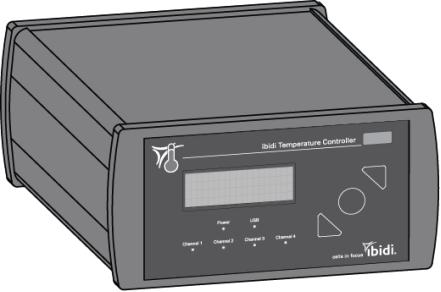 ibidi Temperature Controller
Power USB
Channel 1 Channel 2 Channel 3 Channel 4
cells in focus ibidi.